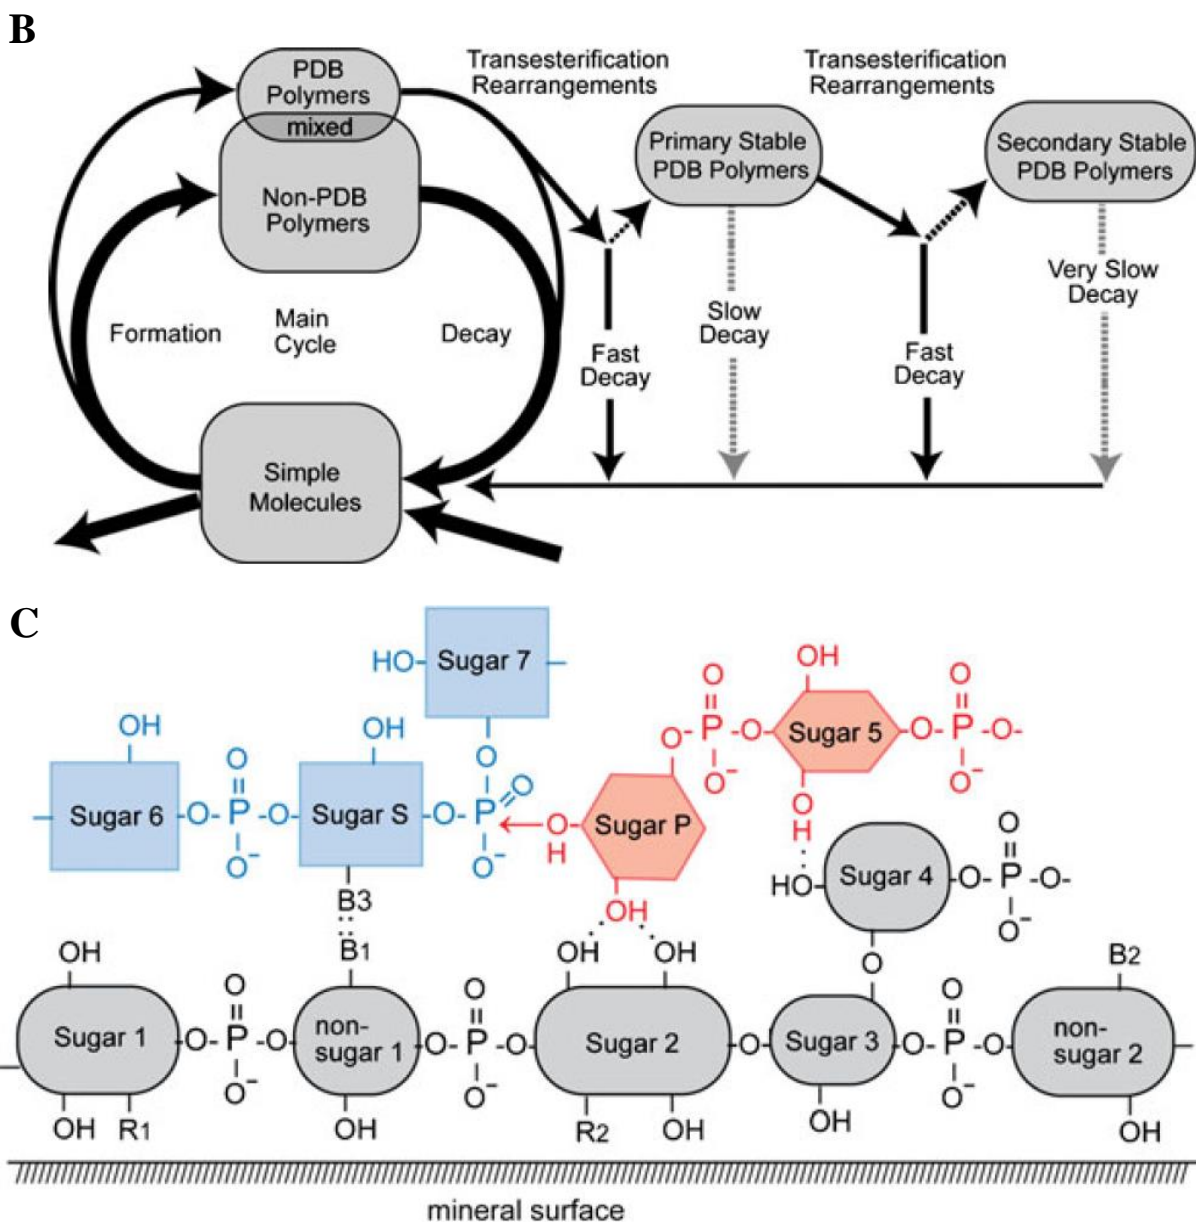 B
PDB
Polymers
mixed
Non-PDB
Polymers
Transesterification
Rearrangements
Transesterification
Rearrangements
Primary Stable
PDB Polymers
Secondary Stable
PDB Polymers
Formation
Main
Cycle
Decay
Fast
Decay
Slow
Decay
Fast
Decay
Very Slow
Decay
Simple
Molecules
C
HO- Sugar 7
OH
OH
O
O
O
Sugar 6 -O-P-O- Sugar S -O-P
O⁻
O⁻
O
H
Sugar P
OH
O
O-P-O- Sugar 5 -O-P-O-
O⁻
O⁻
OH
O
O
H
HO- Sugar 4 -O-P-O-
O
O⁻
O
B3
B1
OH
OH
OH
B2
O
O
O
Sugar 1 -O-P-O- non-sugar 1 -O-P-O- Sugar 2 -O- Sugar 3 -O-P-O- non-sugar 2
O⁻
O⁻
O⁻
OH R1
OH
R2
OH
OH
OH
mineral surface